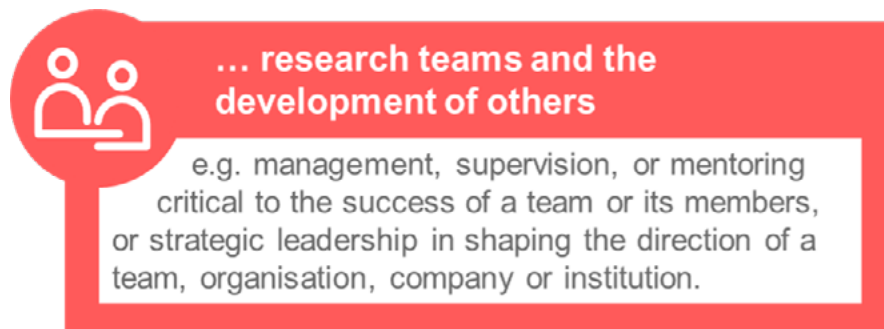 ... research teams and the
development of others
e.g. management, supervision, or mentoring
critical to the success of a team or its members,
or strategic leadership in shaping the direction of a
team, organisation, company or institution.